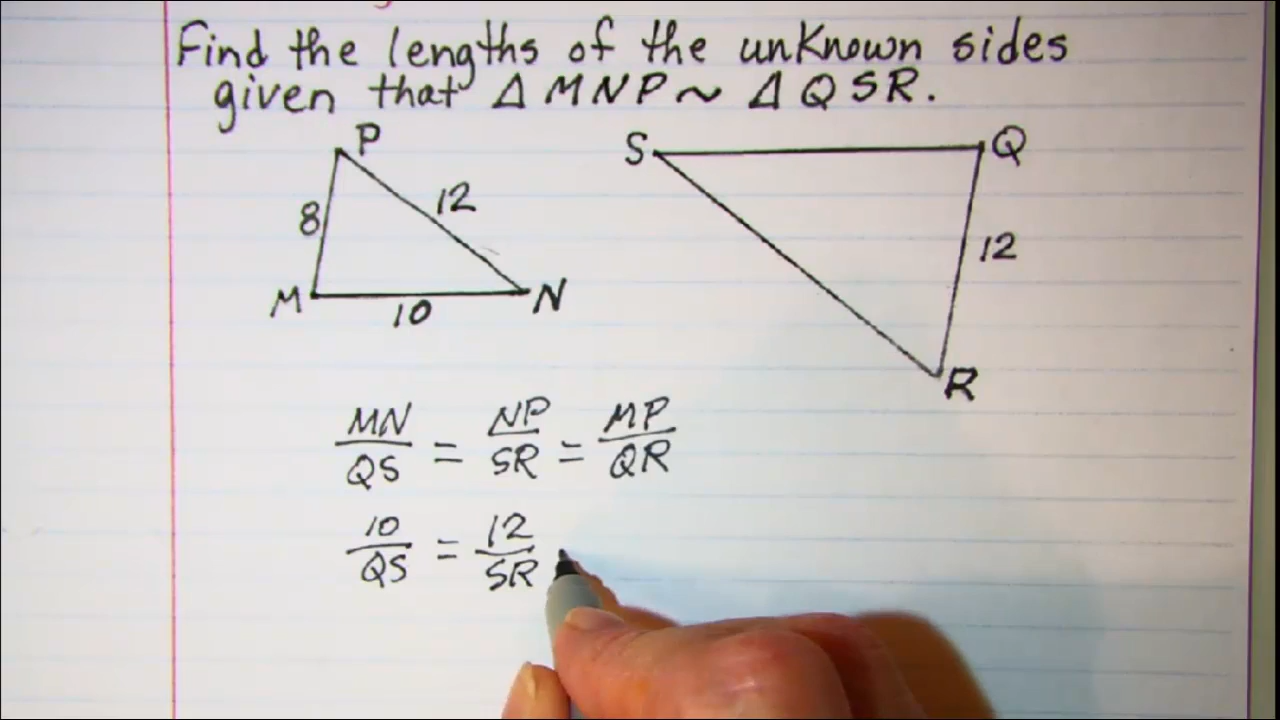 Find the lengths of the unknown sides
given that Δ MNP ~ Δ QSR.
P
S
Q
12
8
12
M
10
N
R
MN/QS = NP/SR = MP/QR
10/QS = 12/SR